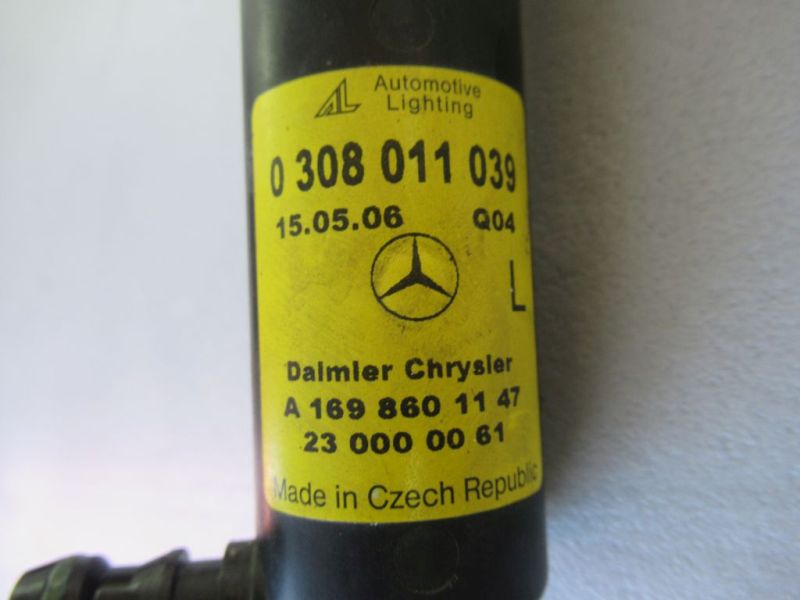 AL Automotive
Lighting
0 308 011 039
15.05.06 Q04
L
Daimler Chrysler
A 169 860 11 47
23 000 00 61
Made in Czech Republic